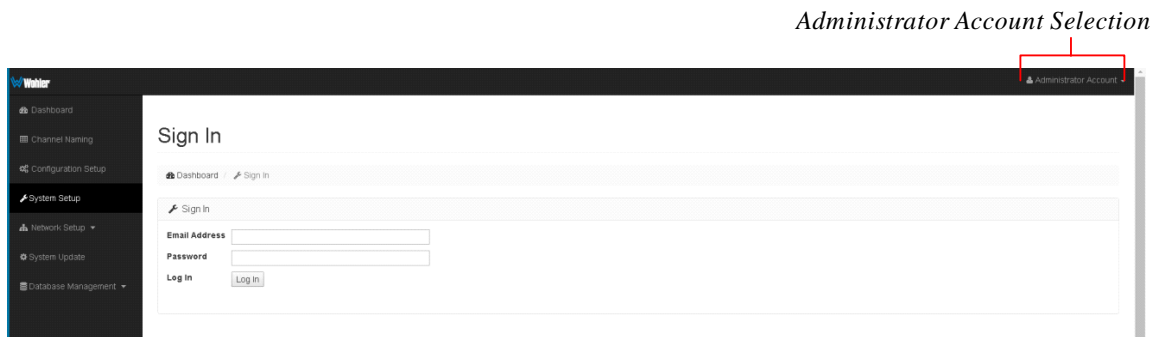 Administrator Account Selection
Wohler
Administrator Account
Dashboard
Channel Naming
Configuration Setup
System Setup
Network Setup
System Update
Database Management
Sign In
Dashboard / Sign In
Sign In
Email Address
Password
Log In Log In